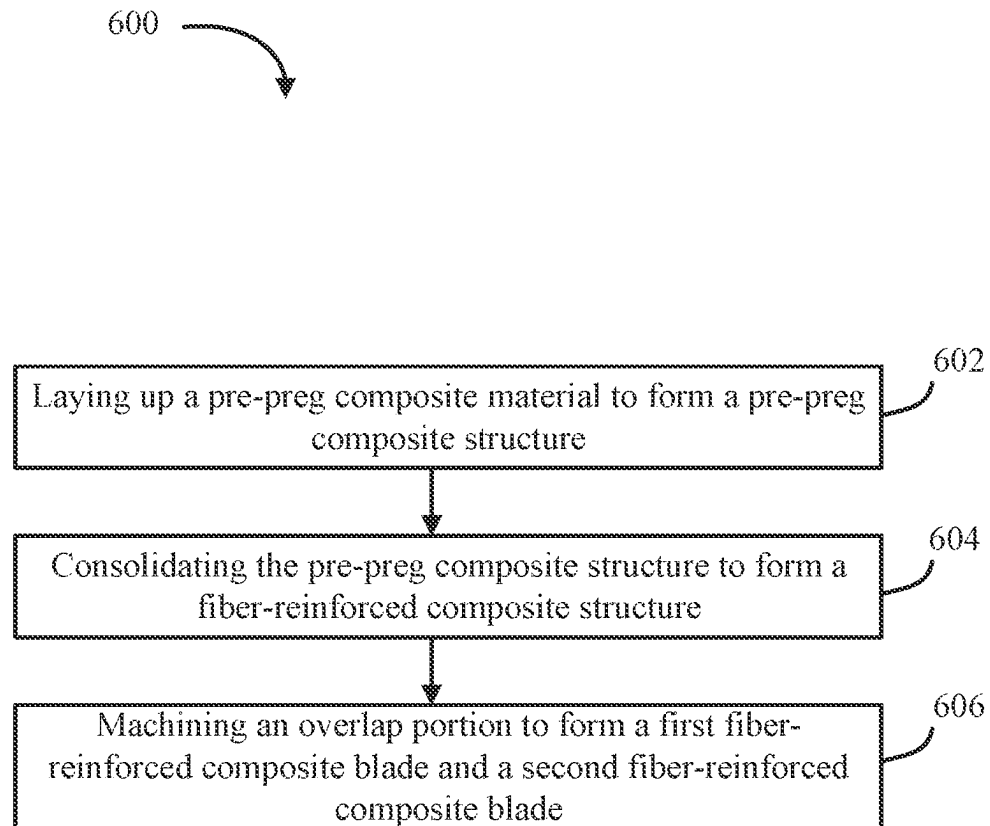 600
602
Laying up a pre-preg composite material to form a pre-preg
composite structure
604
Consolidating the pre-preg composite structure to form a
fiber-reinforced composite structure
606
Machining an overlap portion to form a first fiber-
reinforced composite blade and a second fiber-reinforced
composite blade